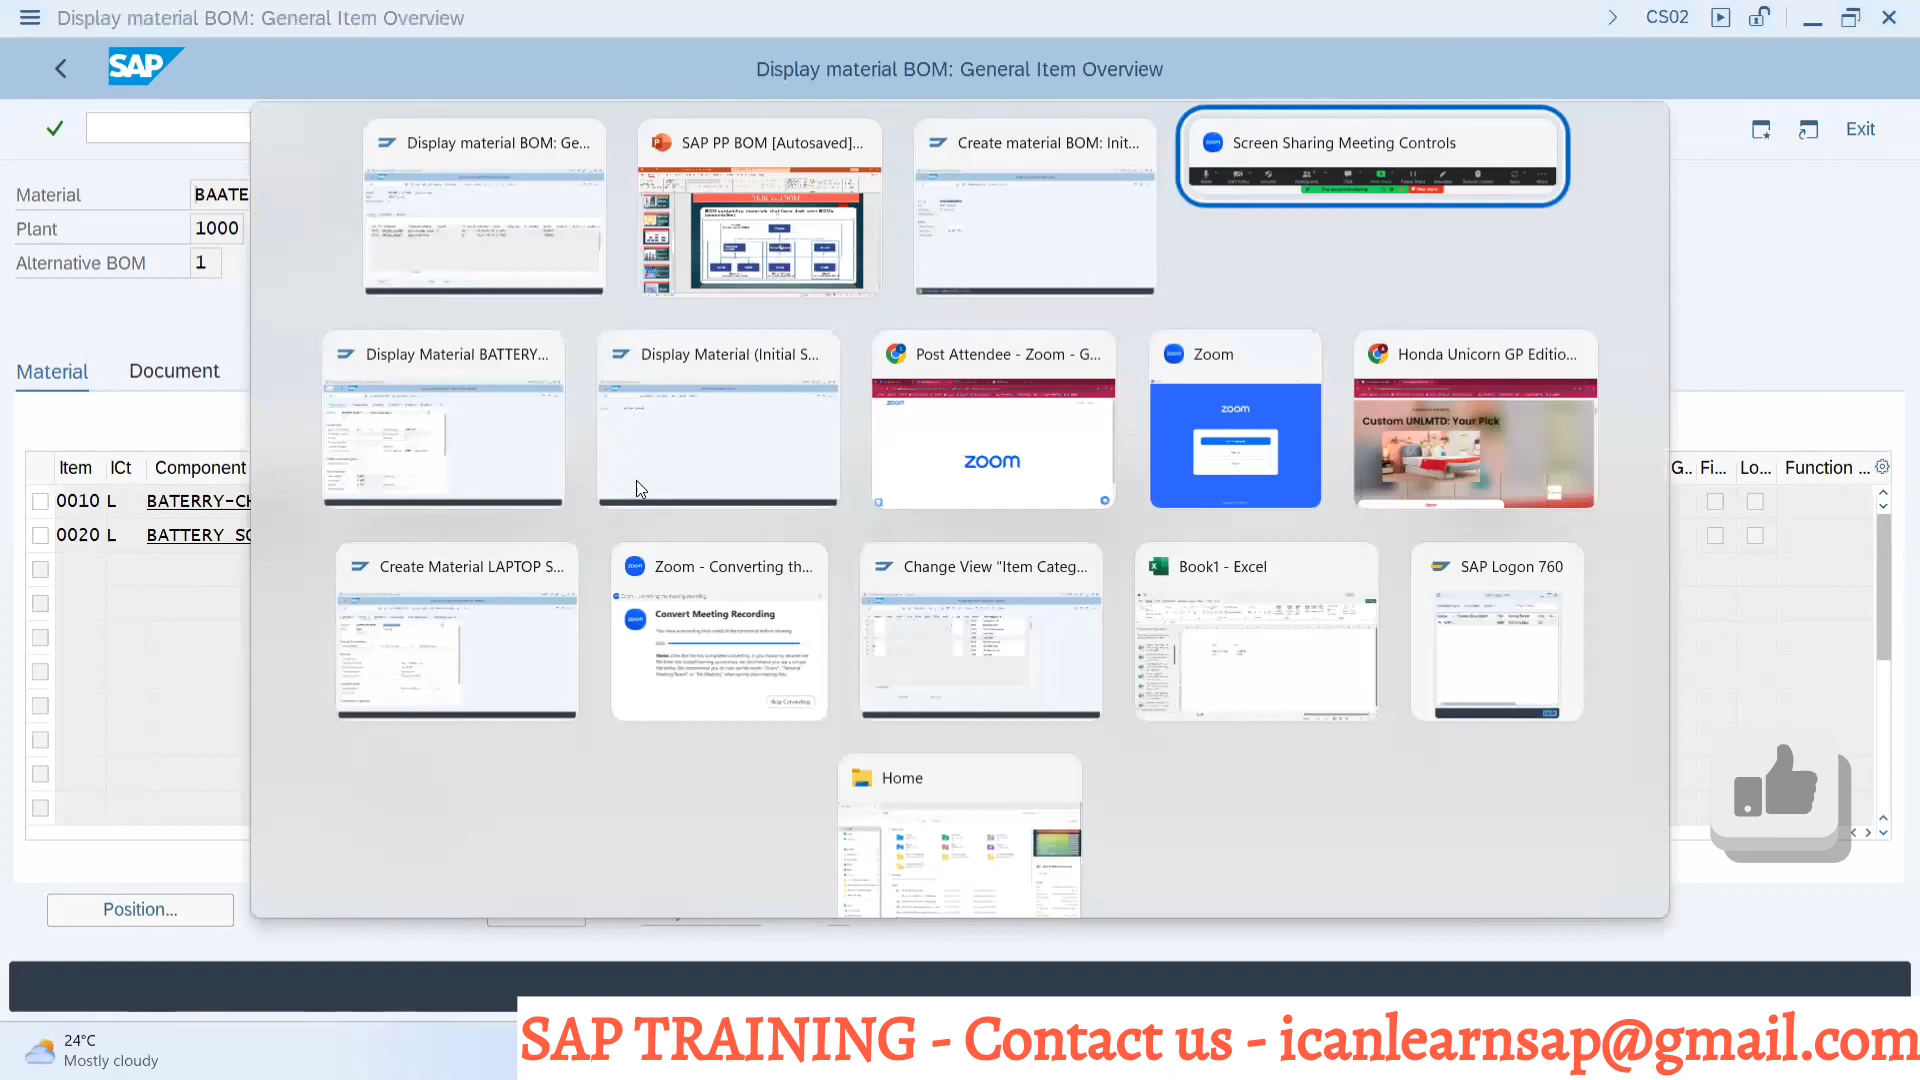 Display material BOM: General Item Overview
CS02
SAP
Display material BOM: General Item Overview
Exit
Material
BAATE
Plant
1000
Alternative BOM
1
Display material BOM: Ge...
SAP PP BOM [Autosaved]...
Create material BOM: Init...
Screen Sharing Meeting Controls
Display Material BATTERY...
Display Material (Initial S...
Post Attendee - Zoom - G...
Zoom
Honda Unicorn GP Editio...
zoom
zoom
Custom UNLMTD: Your Pick
Material
Document
Item
ICt
Component
G..
Fi...
Lo...
Function ...
0010 L
BATERRY-CH
0020 L
BATTERY SC
Create Material LAPTOP S...
Zoom - Converting th...
Change View "Item Categ...
Book1 - Excel
SAP Logon 760
Convert Meeting Recording
Stop Converting
Home
Position...
24°C
Mostly cloudy
SAP TRAINING - Contact us - icanlearnsap@gmail.com